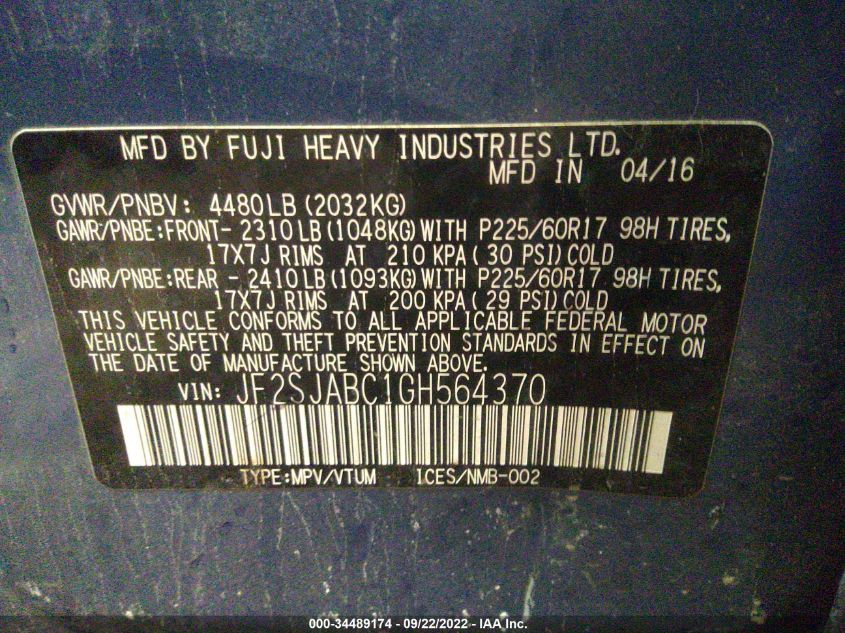 MFD BY FUJI HEAVY INDUSTRIES LTD.
MFD IN 04/16
GVWR/PNBV: 4480LB (2032KG)
GAWR/PNBE:FRONT- 2310LB (1048KG) WITH P225/60R17 98H TIRES,
17X7J RIMS AT 210 KPA (30 PSI) COLD
GAWR/PNBE:REAR - 2410LB (1093KG) WITH P225/60R17 98H TIRES,
17X7J RIMS AT 200 KPA (29 PSI) COLD
THIS VEHICLE CONFORMS TO ALL APPLICABLE FEDERAL MOTOR
VEHICLE SAFETY AND THEFT PREVENTION STANDARDS IN EFFECT ON
THE DATE OF MANUFACTURE SHOWN ABOVE.
VIN: JF2SJABC1GH564370
TYPE:MPV/VTUM ICES/NMB-002
000-34489174 - 09/22/2022 - IAA Inc.